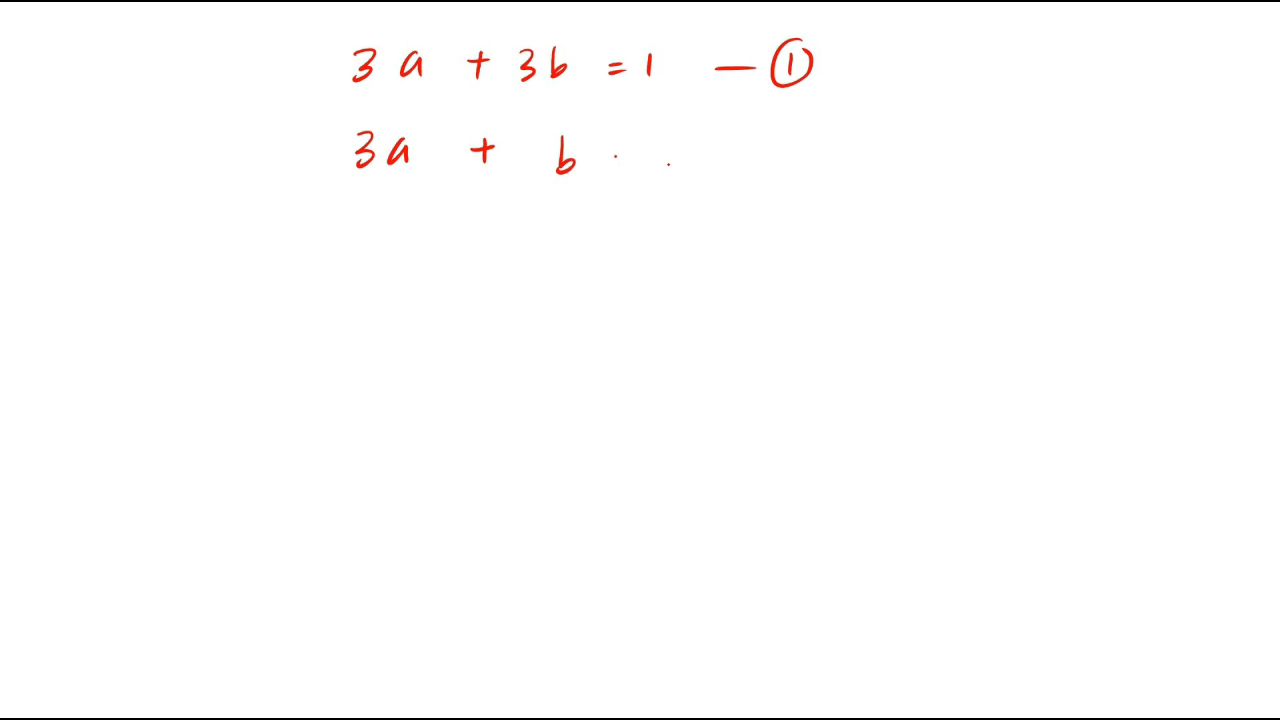 3a + 3b = 1 — ①
3a + b